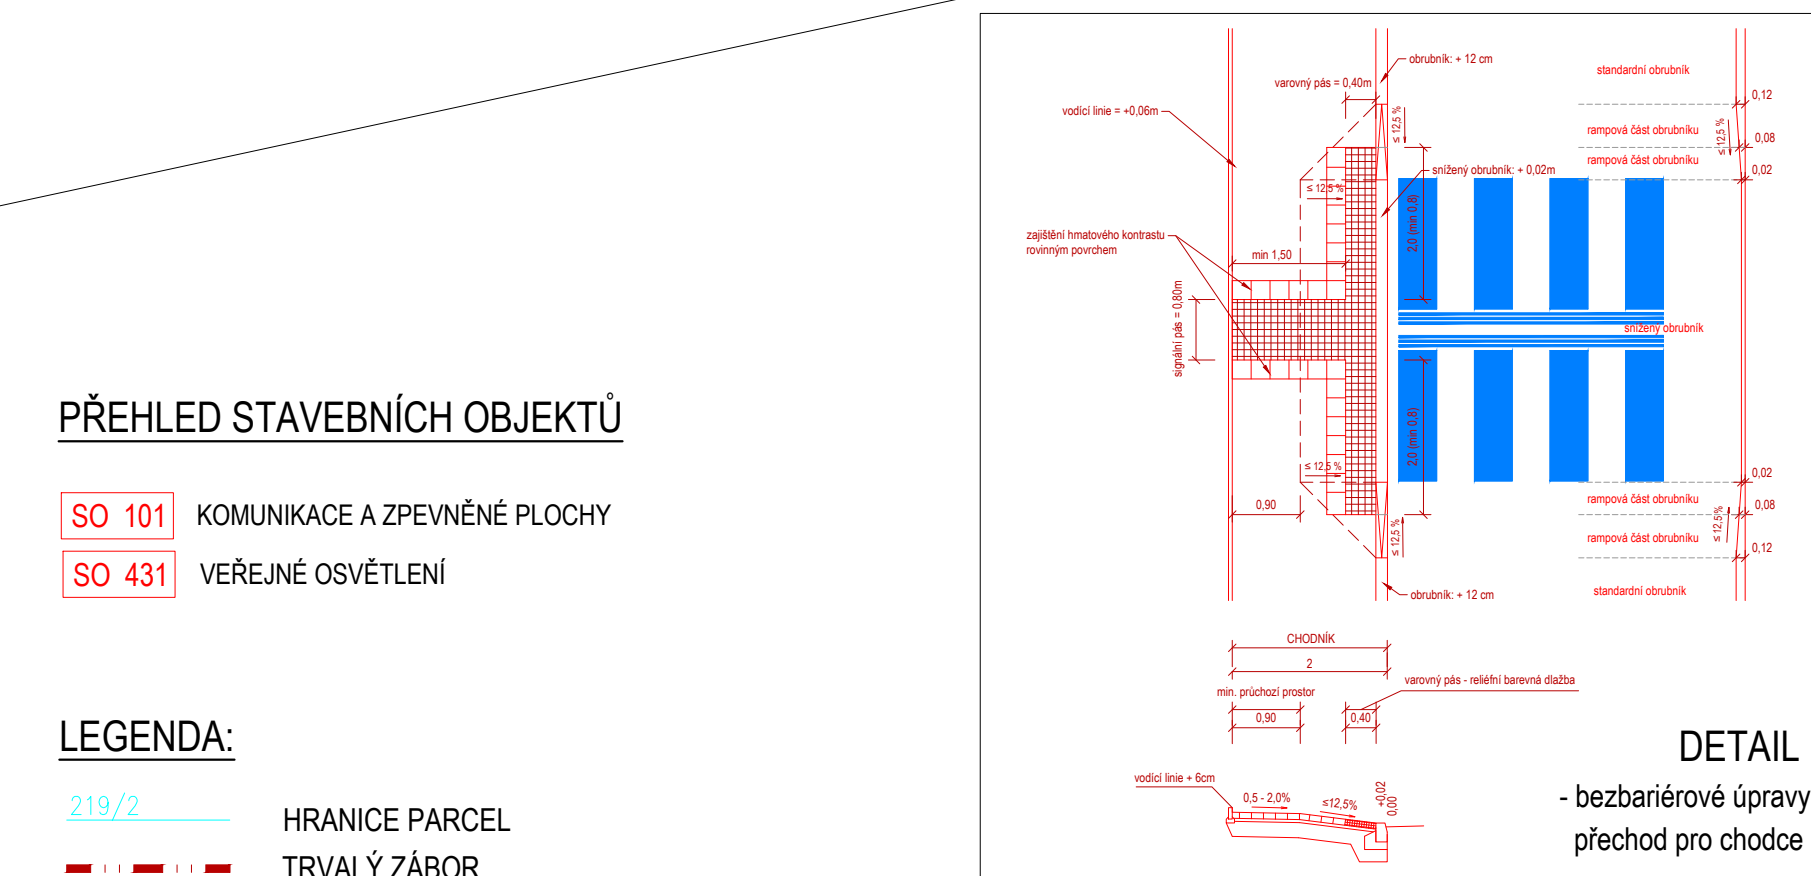 PŘEHLED STAVEBNÍCH OBJEKTŮ
SO 101 KOMUNIKACE A ZPEVNĚNÉ PLOCHY
SO 431 VEŘEJNÉ OSVĚTLENÍ
LEGENDA:
219/2
HRANICE PARCEL
TRVALÝ ZÁBOR
obrubník: + 12 cm
varovný pás = 0,40m
vodící linie = +0,06m
≤ 12,5 %
snížený obrubník: + 0,02m
≤ 12,5 %
2,0 (min 0,8)
zajištění hmatového kontrastu
rovinným povrchem
min 1,50
signální pás = 0,80m
2,0 (min 0,8)
≤ 12,5 %
0,90
≤ 12,5 %
obrubník: + 12 cm
standardní obrubník
0,12
rampová část obrubníku
≤ 12,5 %
0,08
rampová část obrubníku
0,02
snížený obrubník
0,02
rampová část obrubníku
0,08
≤ 12,5%
rampová část obrubníku
0,12
standardní obrubník
CHODNÍK
2
varovný pás - reliéfní barevná dlažba
min. průchozí prostor
0,90
0,40
vodící linie + 6cm
0,5 - 2,0%
≤12,5%
+0,02
0,00
DETAIL
- bezbariérové úpravy
přechod pro chodce